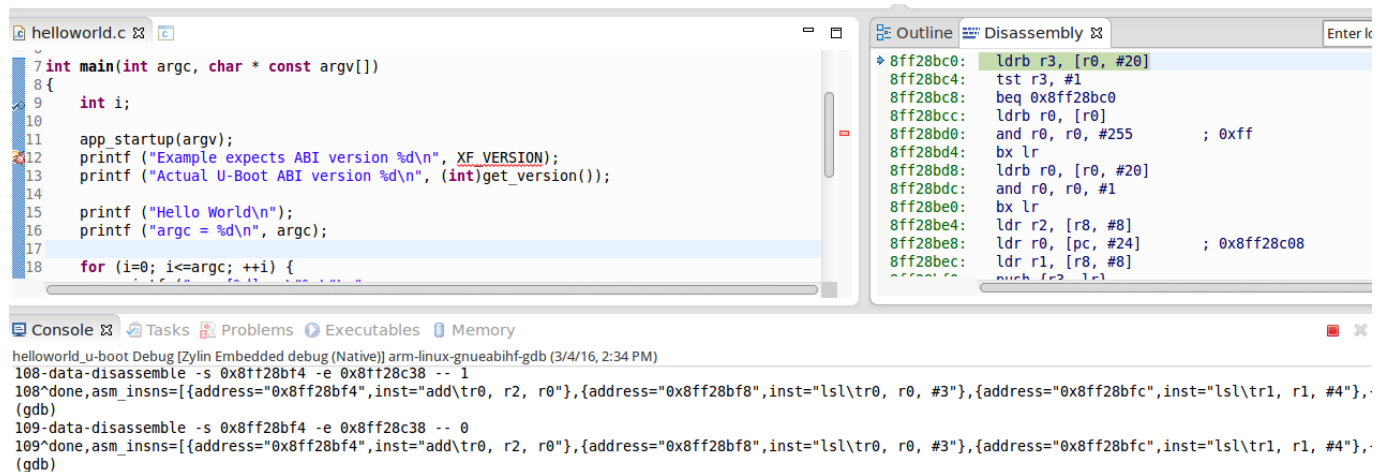 helloworld.c
Outline Disassembly Enter lo
7 int main(int argc, char * const argv[])
8 {
9 int i;
10
11 app_startup(argv);
12 printf ("Example expects ABI version %d\n", XF_VERSION);
13 printf ("Actual U-Boot ABI version %d\n", (int)get_version());
14
15 printf ("Hello World\n");
16 printf ("argc = %d\n", argc);
17
18 for (i=0; i<=argc; ++i) {
8ff28bc0: ldrb r3, [r0, #20]
8ff28bc4: tst r3, #1
8ff28bc8: beq 0x8ff28bc0
8ff28bcc: ldrb r0, [r0]
8ff28bd0: and r0, r0, #255 ; 0xff
8ff28bd4: bx lr
8ff28bd8: ldrb r0, [r0, #20]
8ff28bdc: and r0, r0, #1
8ff28be0: bx lr
8ff28be4: ldr r2, [r8, #8]
8ff28be8: ldr r0, [pc, #24] ; 0x8ff28c08
8ff28bec: ldr r1, [r8, #8]
push {r3, lr}
Console Tasks Problems Executables Memory
helloworld_u-boot Debug [Zylin Embedded debug (Native)] arm-linux-gnueabihf-gdb (3/4/16, 2:34 PM)
108-data-disassemble -s 0x8ff28bf4 -e 0x8ff28c38 -- 1
108^done,asm_insns=[{address="0x8ff28bf4",inst="add\tr0, r2, r0"},{address="0x8ff28bf8",inst="lsl\tr0, r0, #3"},{address="0x8ff28bfc",inst="lsl\tr1, r1, #4"},
(gdb)
109-data-disassemble -s 0x8ff28bf4 -e 0x8ff28c38 -- 0
109^done,asm_insns=[{address="0x8ff28bf4",inst="add\tr0, r2, r0"},{address="0x8ff28bf8",inst="lsl\tr0, r0, #3"},{address="0x8ff28bfc",inst="lsl\tr1, r1, #4"},
(gdb)